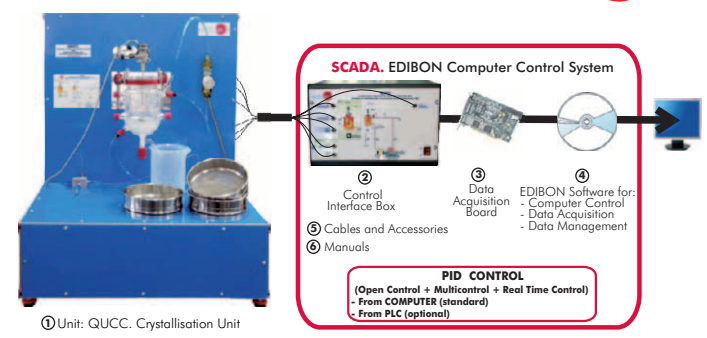 SCADA. EDIBON Computer Control System
②
Control
Interface Box
③
Data
Acquisition
Board
④
EDIBON Software for:
- Computer Control
- Data Acquisition
- Data Management
⑤ Cables and Accessories
⑥ Manuals
PID CONTROL
(Open Control + Multicontrol + Real Time Control)
- From COMPUTER (standard)
- From PLC (optional)
① Unit: QUCC. Crystallisation Unit